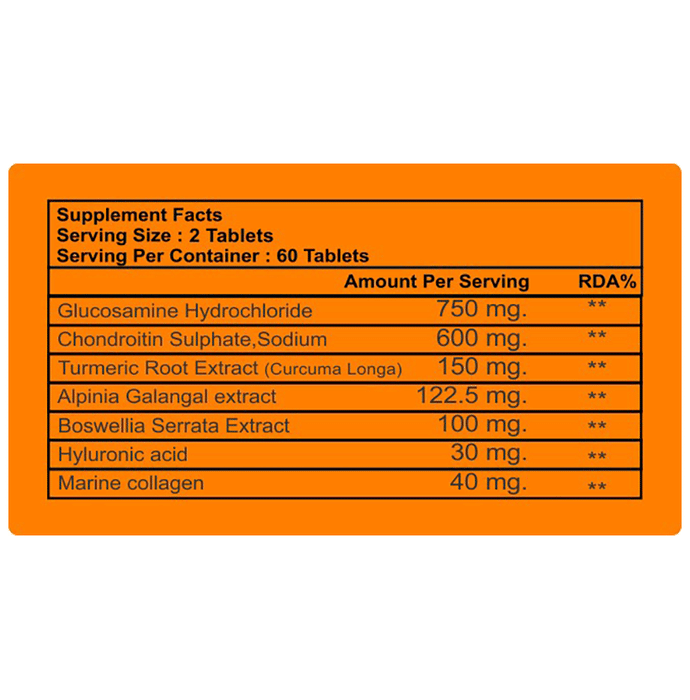 Supplement Facts
Serving Size : 2 Tablets
Serving Per Container : 60 Tablets
Amount Per Serving RDA%
Glucosamine Hydrochloride 750 mg. **
Chondroitin Sulphate,Sodium 600 mg. **
Turmeric Root Extract (Curcuma Longa) 150 mg. **
Alpinia Galangal extract 122.5 mg. **
Boswellia Serrata Extract 100 mg. **
Hyluronic acid 30 mg. **
Marine collagen 40 mg. **